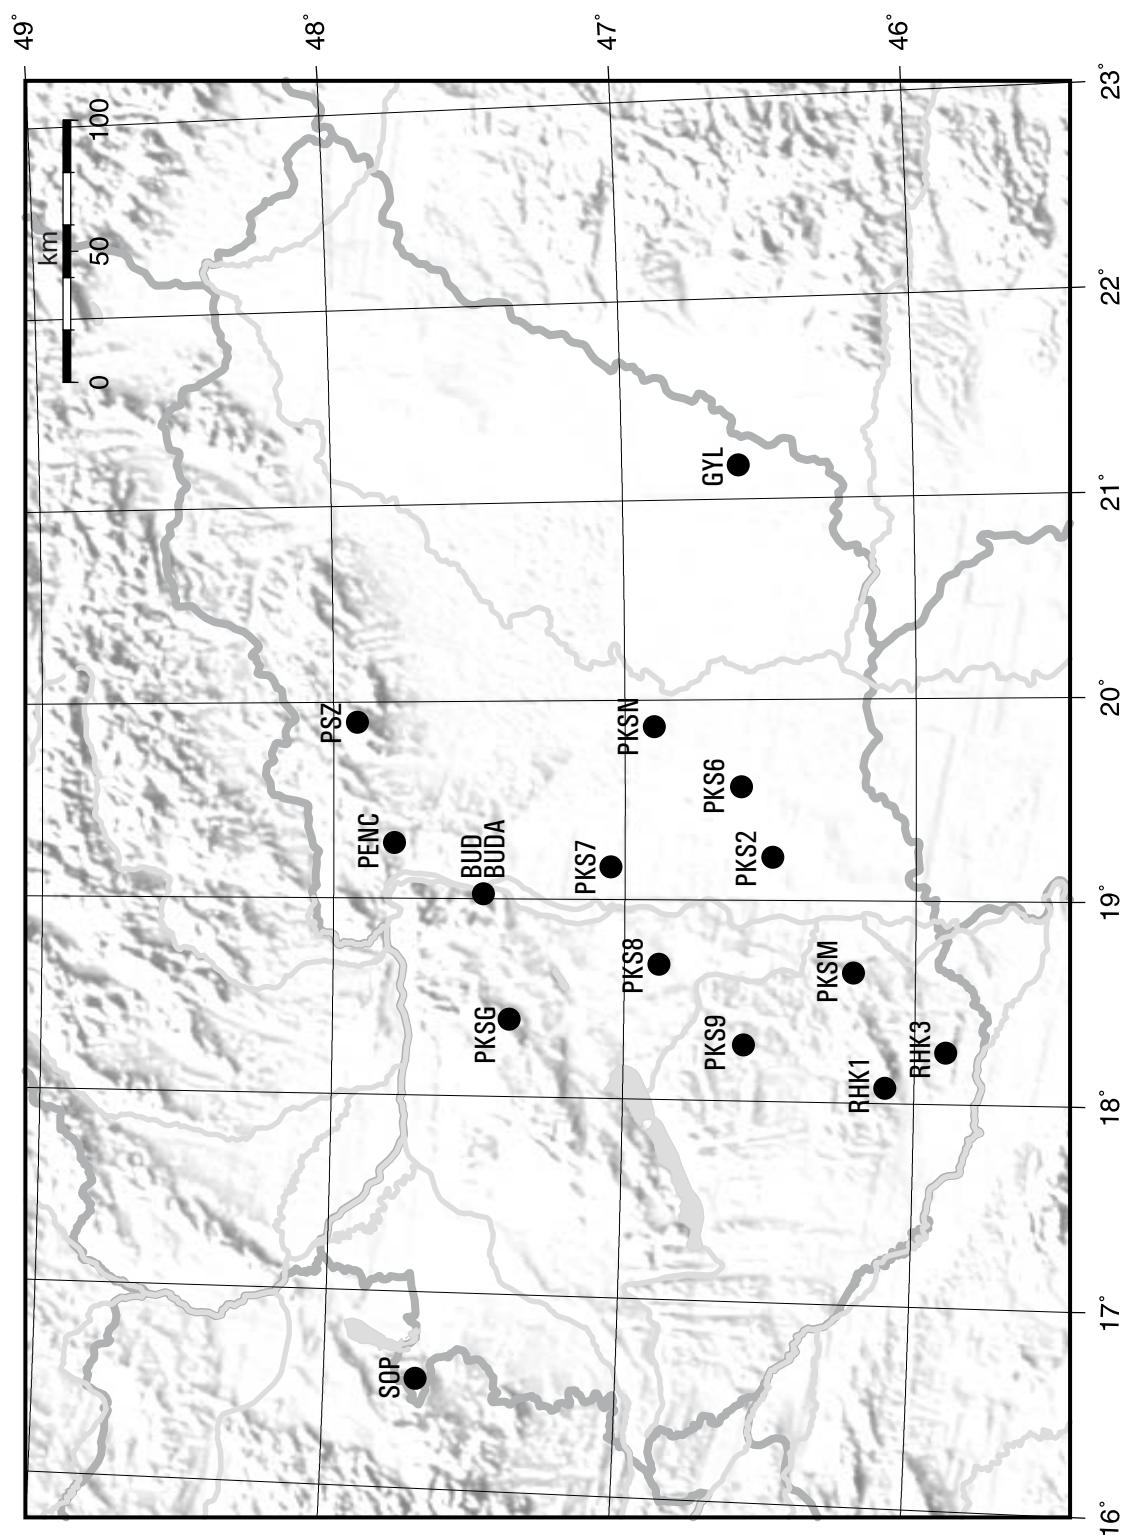 49°
48°
47°
46°
km
0
50
100
PSZ
PENC
BUD
BUDA
GYL
PKSN
PKS6
PKS7
PKS2
PKS8
PKSG
PKSM
PKS9
RHK3
RHK1
SOP
16°
17°
18°
19°
20°
21°
22°
23°